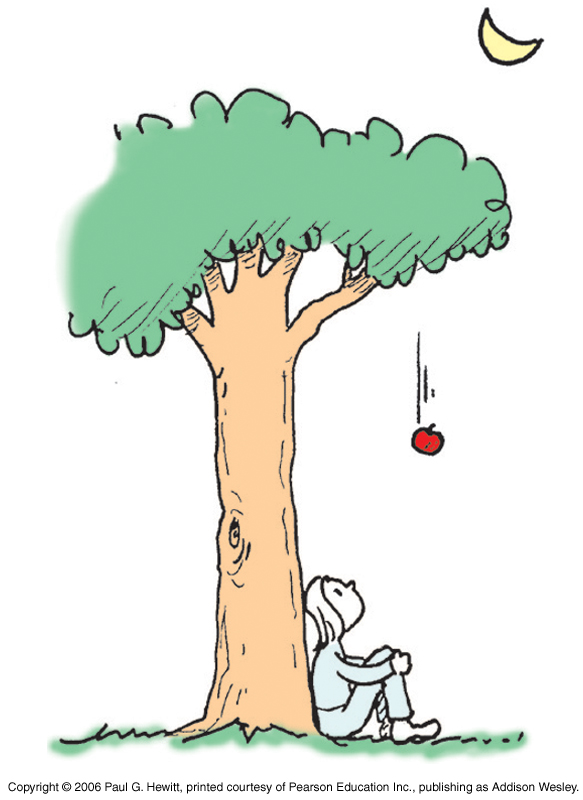 Copyright © 2006 Paul G. Hewitt, printed courtesy of Pearson Education Inc., publishing as Addison Wesley.